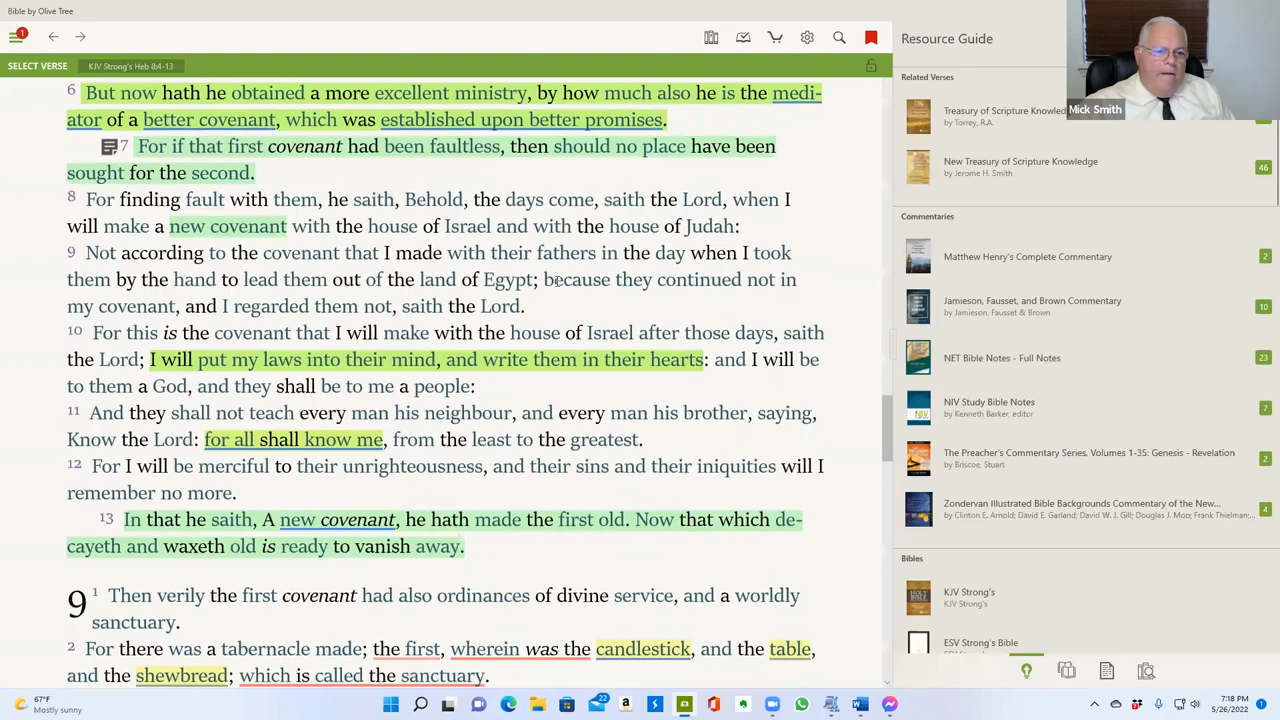 Bible by Olive Tree
1
Resource Guide
SELECT VERSE
KJV Strong's Heb 8:4-13
Mick Smith
6 But now hath he obtained a more excellent ministry, by how much also he is the medi-
ator of a better covenant, which was established upon better promises.
7 For if that first covenant had been faultless, then should no place have been
sought for the second.
8 For finding fault with them, he saith, Behold, the days come, saith the Lord, when I
will make a new covenant with the house of Israel and with the house of Judah:
9 Not according to the covenant that I made with their fathers in the day when I took
them by the hand to lead them out of the land of Egypt; because they continued not in
my covenant, and I regarded them not, saith the Lord.
10 For this is the covenant that I will make with the house of Israel after those days, saith
the Lord; I will put my laws into their mind, and write them in their hearts: and I will be
to them a God, and they shall be to me a people:
11 And they shall not teach every man his neighbour, and every man his brother, saying,
Know the Lord: for all shall know me, from the least to the greatest.
12 For I will be merciful to their unrighteousness, and their sins and their iniquities will I
remember no more.
13 In that he saith, A new covenant, he hath made the first old. Now that which de-
cayeth and waxeth old is ready to vanish away.
9 1 Then verily the first covenant had also ordinances of divine service, and a worldly
sanctuary.
2 For there was a tabernacle made; the first, wherein was the candlestick, and the table,
and the shewbread; which is called the sanctuary.
Related Verses
Treasury of Scripture Knowled
by Torrey, R.A.
New Treasury of Scripture Knowledge
by Jerome H. Smith
46
Commentaries
Matthew Henry's Complete Commentary
2
Jamieson, Fausset, and Brown Commentary
by Jamieson, Fausset & Brown
10
NET Bible Notes - Full Notes
23
NIV Study Bible Notes
by Kenneth Barker, editor
7
The Preacher's Commentary Series, Volumes 1-35: Genesis - Revelation
by Briscoe, Stuart
2
Zondervan Illustrated Bible Backgrounds Commentary of the New...
by Clinton E. Arnold; David E. Garland; David W. J. Gill; Douglas J. Moo; Frank Thielman;...
4
Bibles
KJV Strong's
KJV Strong's
ESV Strong's Bible
67°F
Mostly sunny
22
7:18 PM
5/26/2022